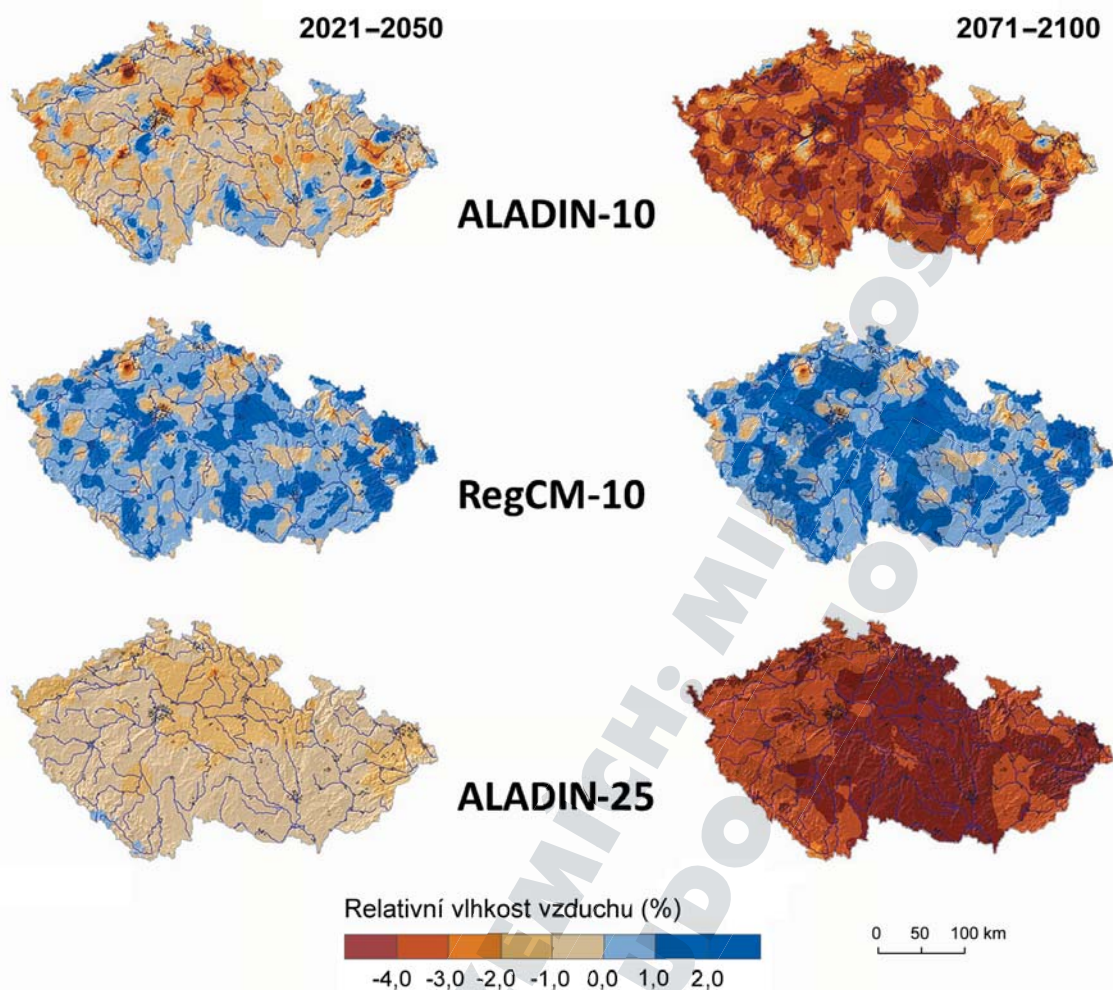 2021–2050
2071–2100
ALADIN-10
RegCM-10
ALADIN-25
Relativní vlhkost vzduchu (%)
-4,0 -3,0 -2,0 -1,0 0,0 1,0 2,0
0 50 100 km